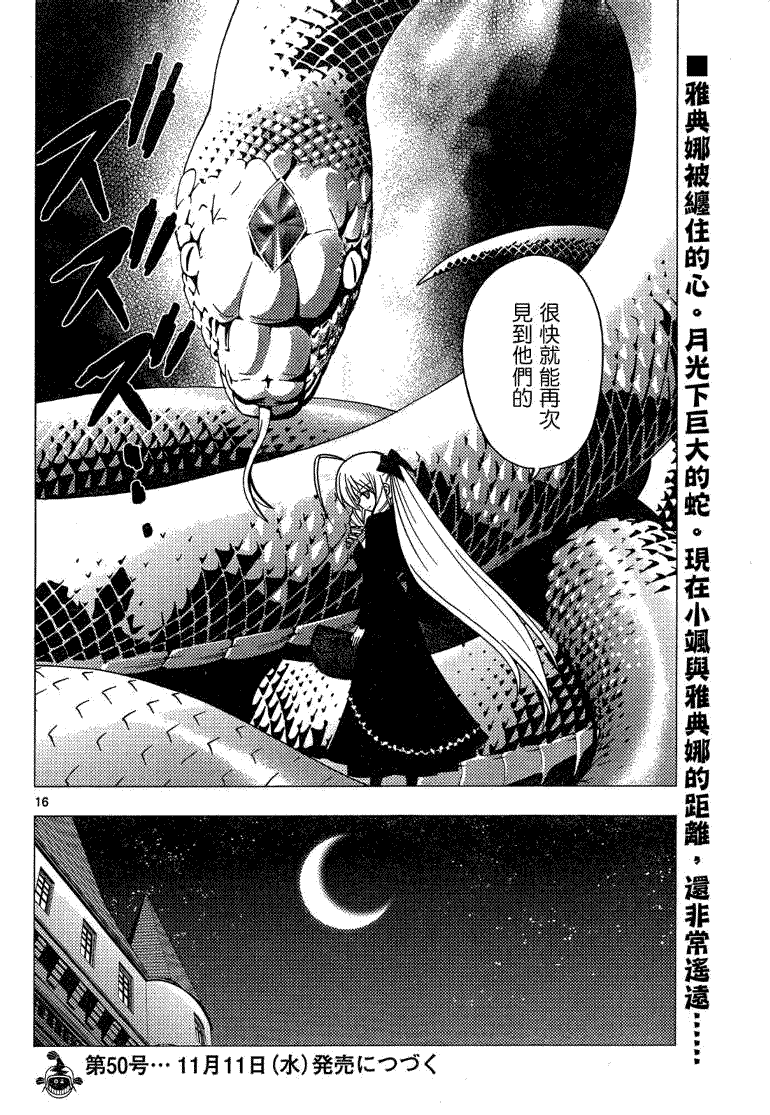 ■雅典娜被纏住的心。月光下巨大的蛇。現在小颯與雅典娜的距離，還非常遙遠……
很快就能再次
見到他們的
ズズズ…
16
第50号… 11月11日(水)発売につづく